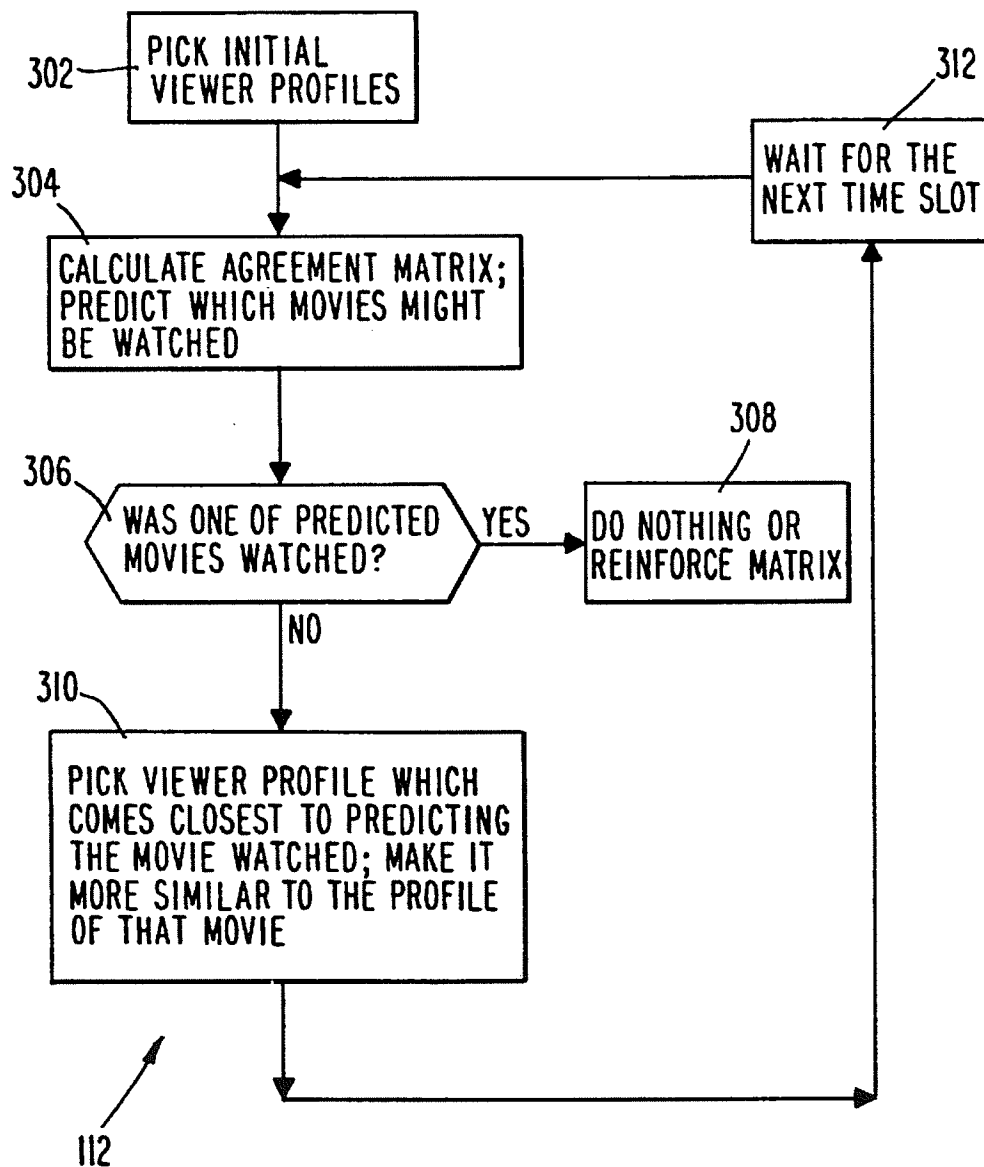 302
PICK INITIAL
VIEWER PROFILES
312
WAIT FOR THE
NEXT TIME SLOT
304
CALCULATE AGREEMENT MATRIX;
PREDICT WHICH MOVIES MIGHT
BE WATCHED
306
WAS ONE OF PREDICTED
MOVIES WATCHED?
YES
308
DO NOTHING OR
REINFORCE MATRIX
NO
310
PICK VIEWER PROFILE WHICH
COMES CLOSEST TO PREDICTING
THE MOVIE WATCHED; MAKE IT
MORE SIMILAR TO THE PROFILE
OF THAT MOVIE
112